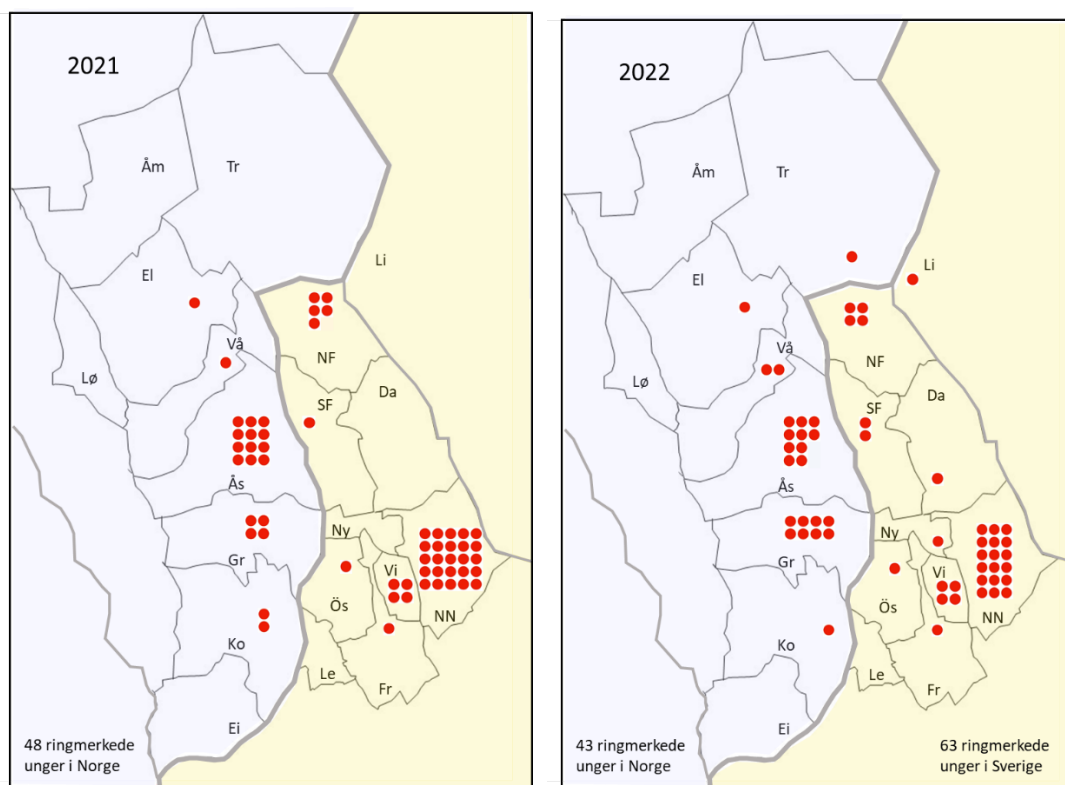 2021
Åm
Tr
Li
El
Vå
NF
Lø
SF
Da
Ås
Ny
Gr
Vi
Ös
NN
Ko
Le
Fr
Ei
48 ringmerkede
unger i Norge
2022
Åm
Tr
Li
El
Vå
NF
Lø
SF
Da
Ås
Ny
Gr
Vi
Ös
NN
Ko
Le
Fr
Ei
43 ringmerkede
unger i Norge
63 ringmerkede
unger i Sverige